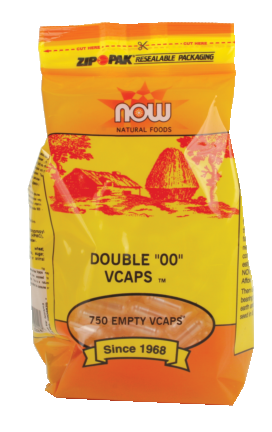 CUT HERE CUT HERE
ZIP PAK RESEALABLE PACKAGING
NOW
NATURAL FOODS
DOUBLE "00"
VCAPS ™
750 EMPTY VCAPS
Since 1968